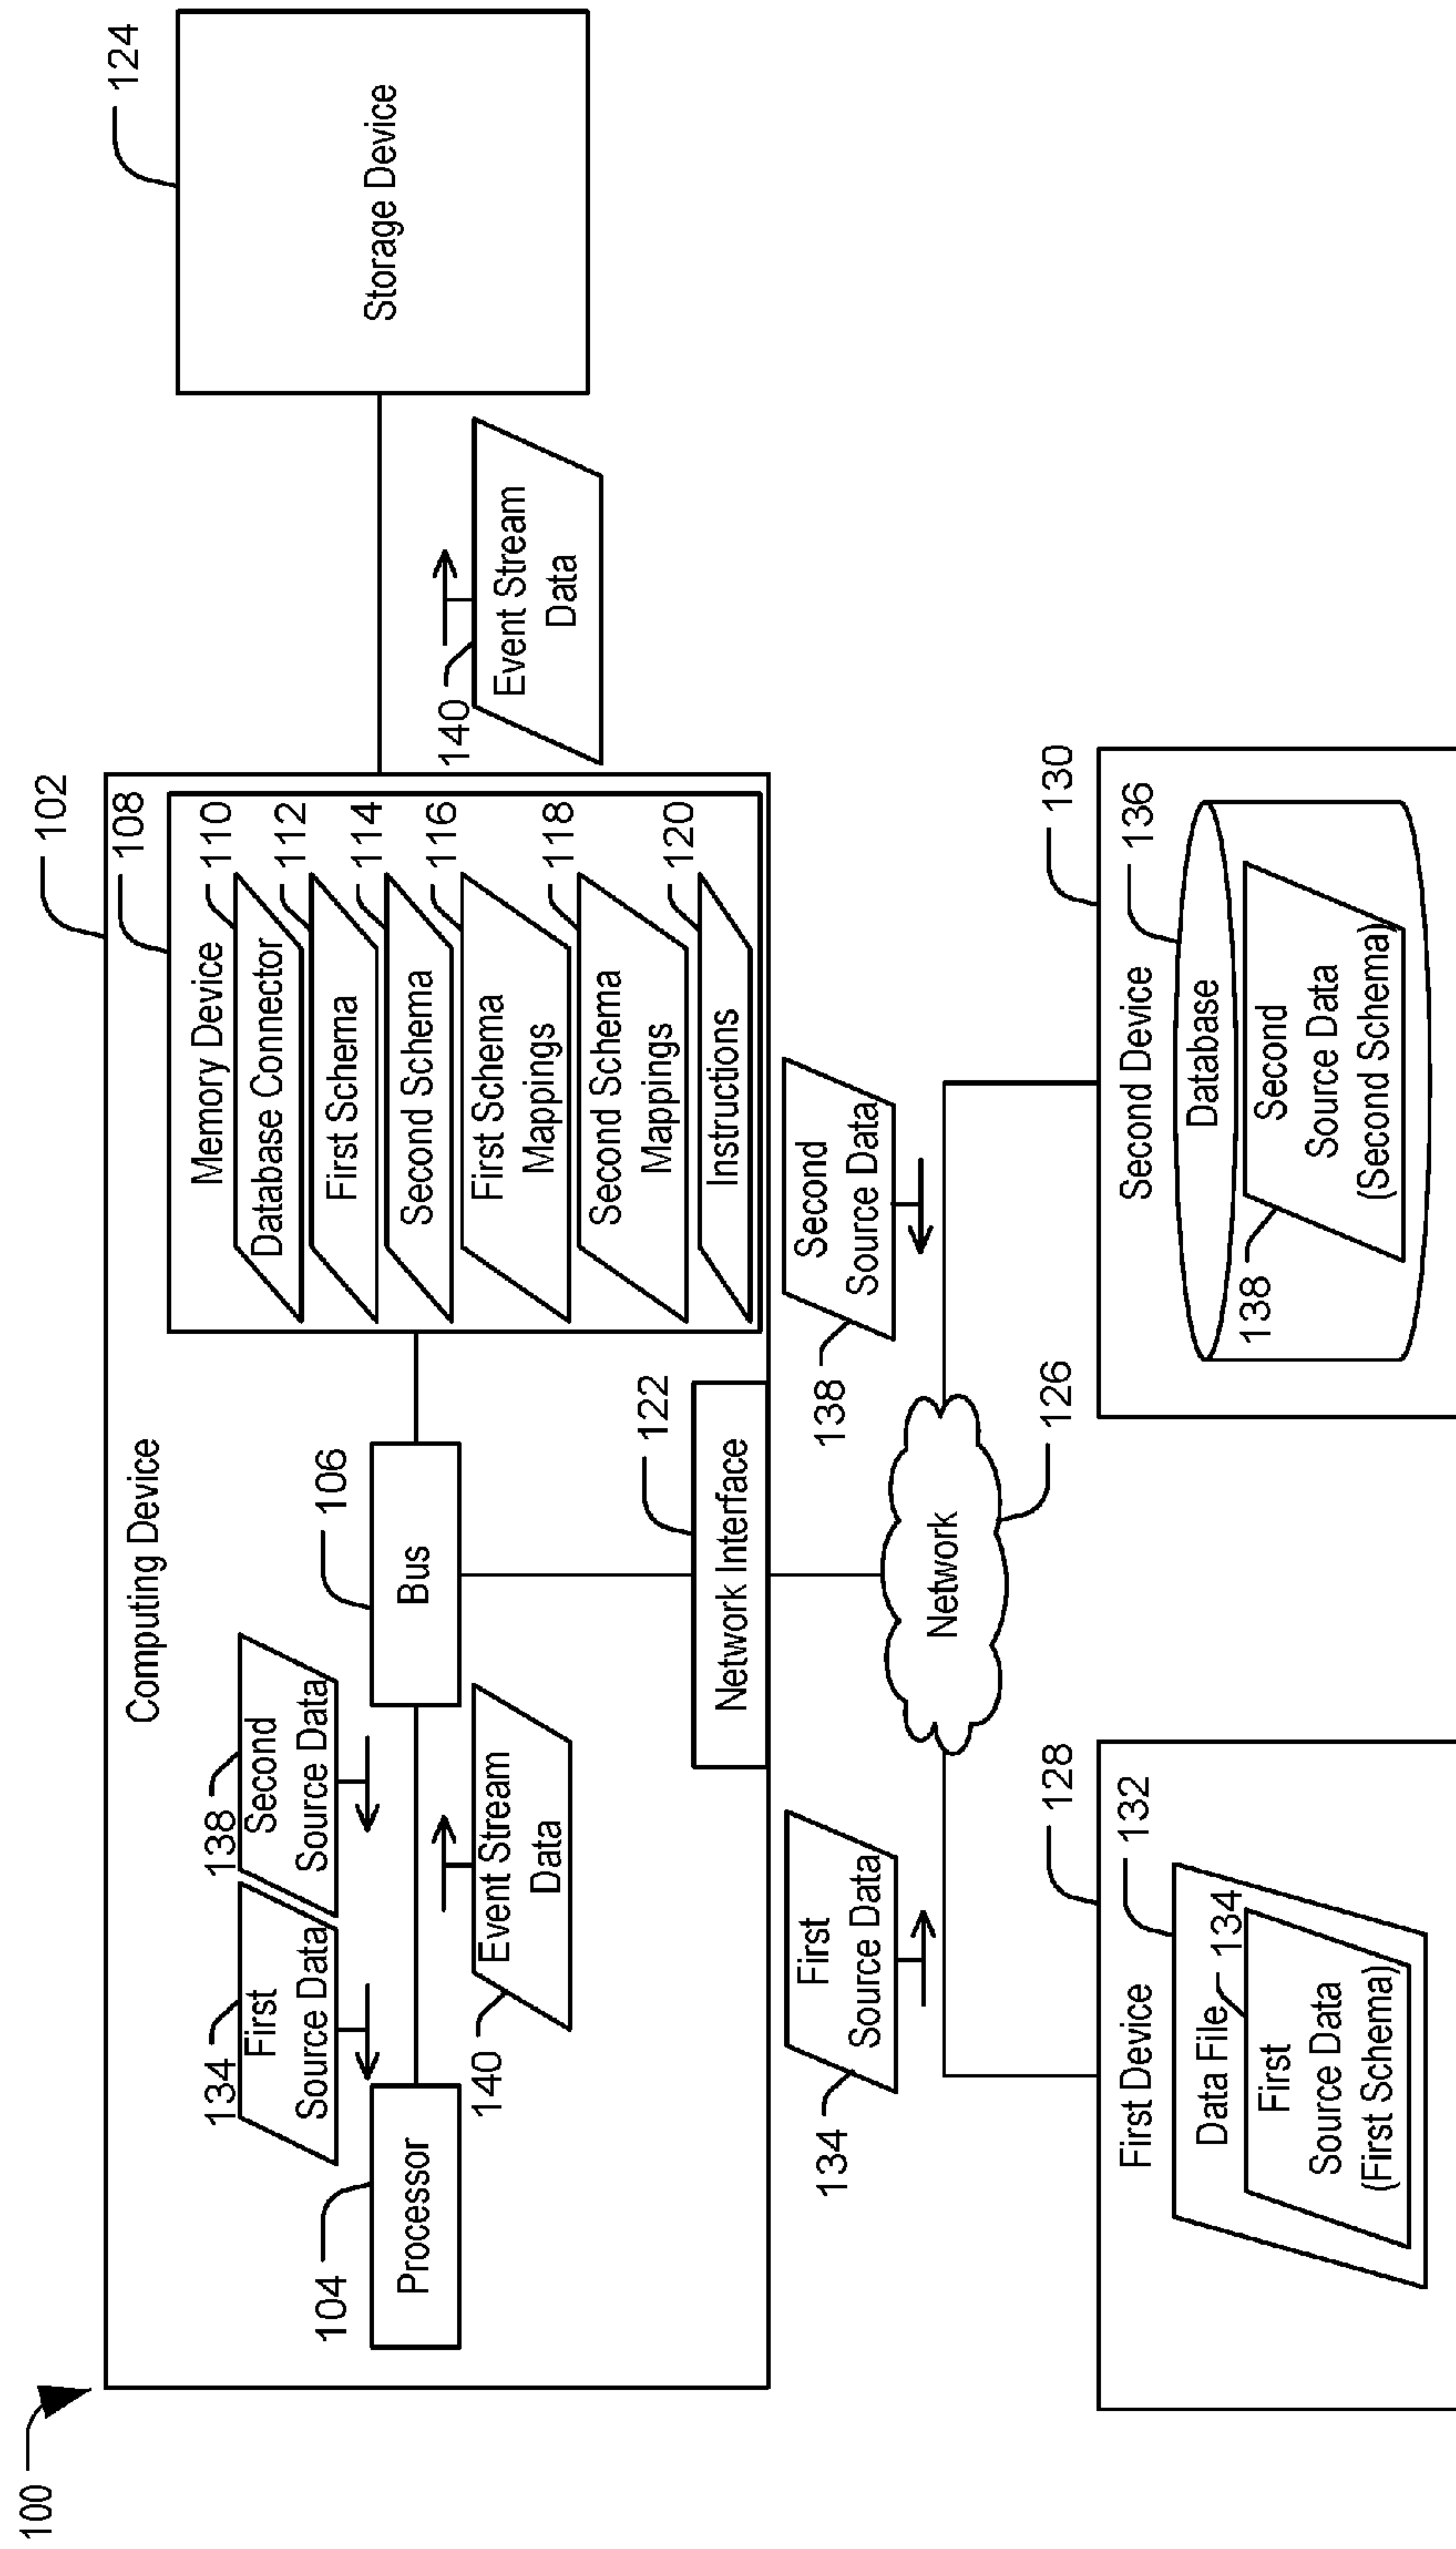 100
102
Computing Device
108
Memory Device
110
Database Connector
112
First Schema
114
Second Schema
116
First Schema
Mappings
118
Second Schema
Mappings
120
Instructions
134
First
Source Data
138
Second
Source Data
104
Processor
106
Bus
140
Event Stream
Data
122
Network Interface
124
Storage Device
140
Event Stream
Data
134
First
Source Data
138
Second
Source Data
Network
126
128
First Device
132
Data File
134
First
Source Data
(First Schema)
130
Second Device
136
Database
138
Second
Source Data
(Second Schema)